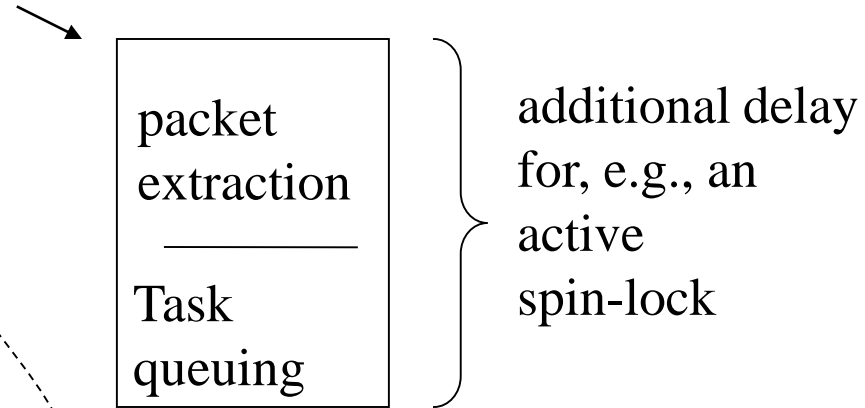 packet
extraction
Task
queuing
additional delay
for, e.g., an
active
spin-lock